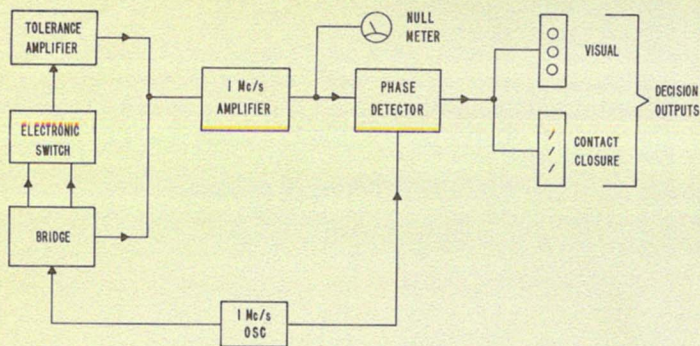 TOLERANCE
AMPLIFIER
ELECTRONIC
SWITCH
BRIDGE
1 Mc/s
AMPLIFIER
1 Mc/s
OSC
NULL
METER
PHASE
DETECTOR
VISUAL
CONTACT
CLOSURE
DECISION
OUTPUTS